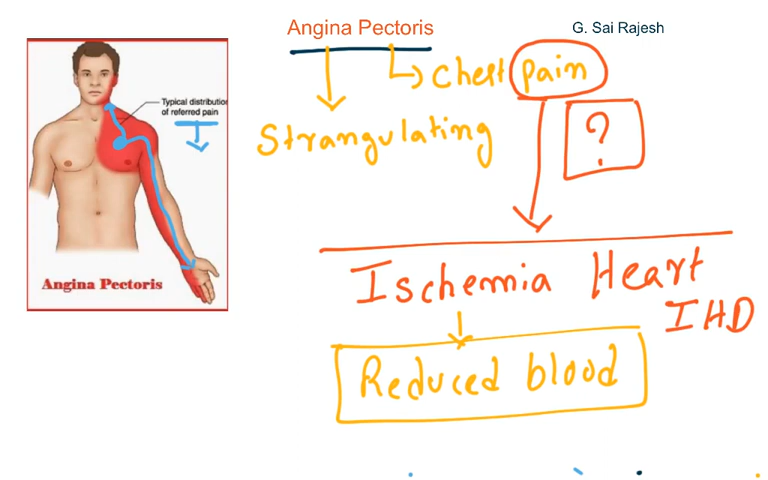 Angina Pectoris
G. Sai Rajesh
Typical distribution
of referred pain
Angina Pectoris
Chest pain
Strangulating
?
Ischemia Heart
IHD
Reduced blood